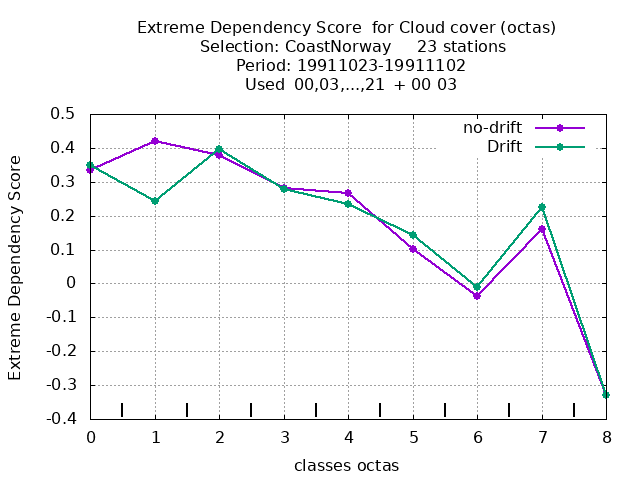 Extreme Dependency Score  for Cloud cover (octas)
Selection: CoastNorway     23 stations
Period: 19911023-19911102
Used  00,03,...,21  + 00 03
no-drift
Drift
Extreme Dependency Score
0.5
0.4
0.3
0.2
0.1
0
-0.1
-0.2
-0.3
-0.4
0 1 2 3 4 5 6 7 8
classes octas